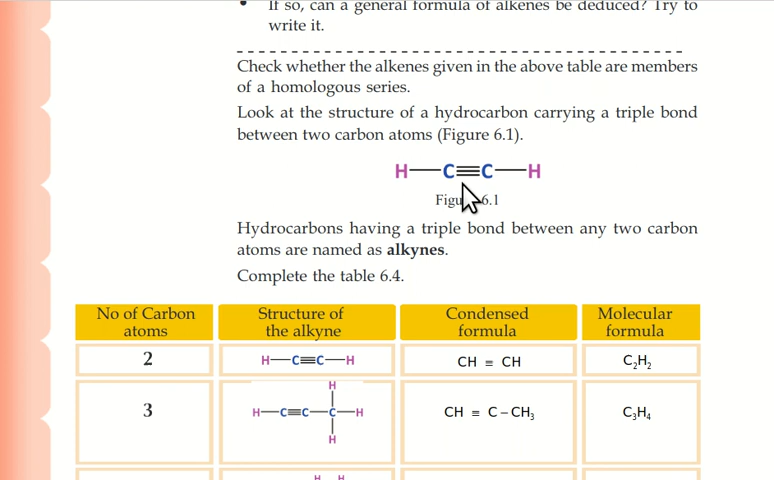 • If so, can a general formula of alkenes be deduced? Try to
write it.
Check whether the alkenes given in the above table are members
of a homologous series.
Look at the structure of a hydrocarbon carrying a triple bond
between two carbon atoms (Figure 6.1).
H—C≡C—H
6.1
Hydrocarbons having a triple bond between any two carbon
atoms are named as alkynes.
Complete the table 6.4.
No of Carbon atoms | Structure of the alkyne | Condensed formula | Molecular formula
2 | H—C≡C—H | CH ≡ CH | C₂H₂
H
3 | H—C≡C—C—H | CH ≡ C – CH₃ | C₃H₄
H
H H